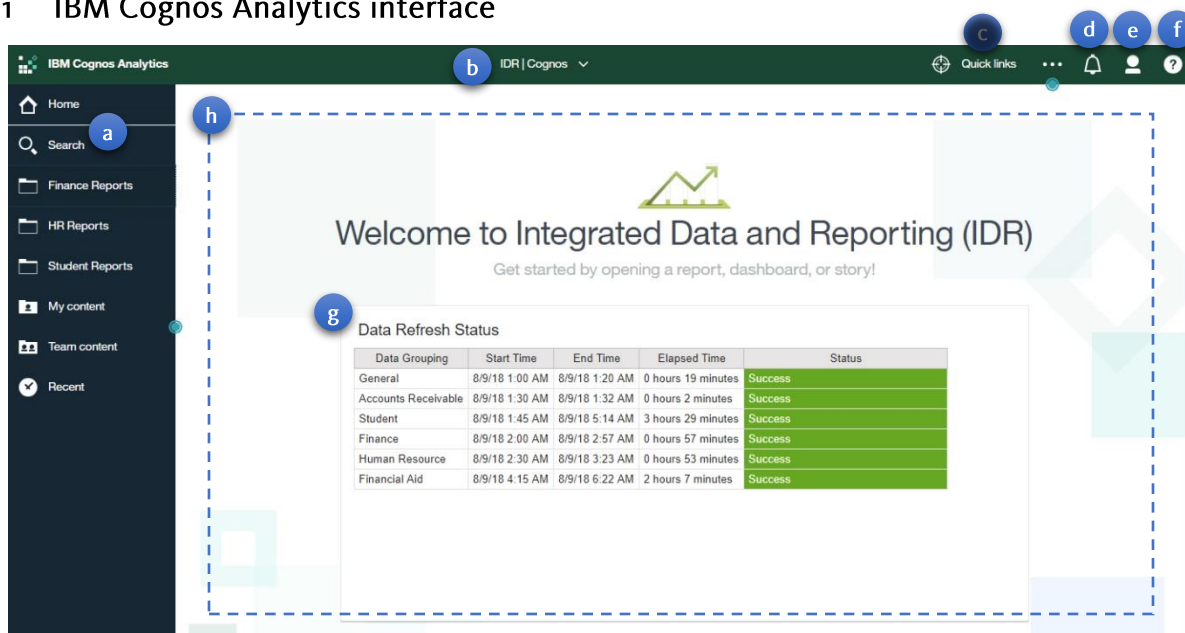 1 IBM Cognos Analytics interface
c d e f
IBM Cognos Analytics b IDR | Cognos Quick links ... ?
Home
h
a
Search
Finance Reports
HR Reports
Student Reports
My content
Team content
Recent
Welcome to Integrated Data and Reporting (IDR)
Get started by opening a report, dashboard, or story!
g
Data Refresh Status
Data Grouping Start Time End Time Elapsed Time Status
General 8/9/18 1:00 AM 8/9/18 1:20 AM 0 hours 19 minutes Success
Accounts Receivable 8/9/18 1:30 AM 8/9/18 1:32 AM 0 hours 2 minutes Success
Student 8/9/18 1:45 AM 8/9/18 5:14 AM 3 hours 29 minutes Success
Finance 8/9/18 2:00 AM 8/9/18 2:57 AM 0 hours 57 minutes Success
Human Resource 8/9/18 2:30 AM 8/9/18 3:23 AM 0 hours 53 minutes Success
Financial Aid 8/9/18 4:15 AM 8/9/18 6:22 AM 2 hours 7 minutes Success